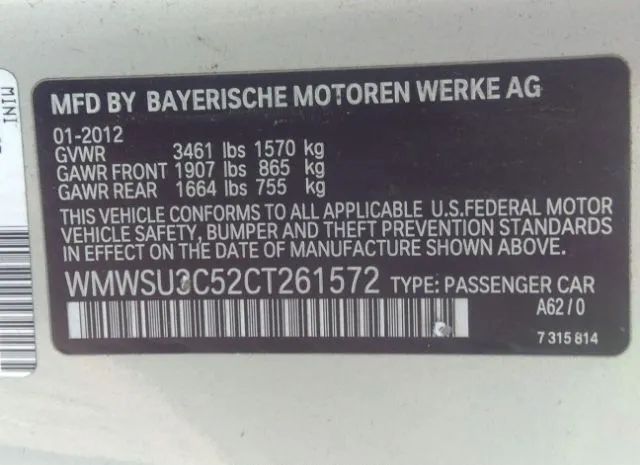 MFD BY BAYERISCHE MOTOREN WERKE AG
01-2012
GVWR 3461 lbs 1570 kg
GAWR FRONT 1907 lbs 865 kg
GAWR REAR 1664 lbs 755 kg
THIS VEHICLE CONFORMS TO ALL APPLICABLE U.S.FEDERAL MOTOR
VEHICLE SAFETY, BUMPER AND THEFT PREVENTION STANDARDS
IN EFFECT ON THE DATE OF MANUFACTURE SHOWN ABOVE.
WMWSU3C52CT261572 TYPE: PASSENGER CAR
A62/0
7 315 814
MINI